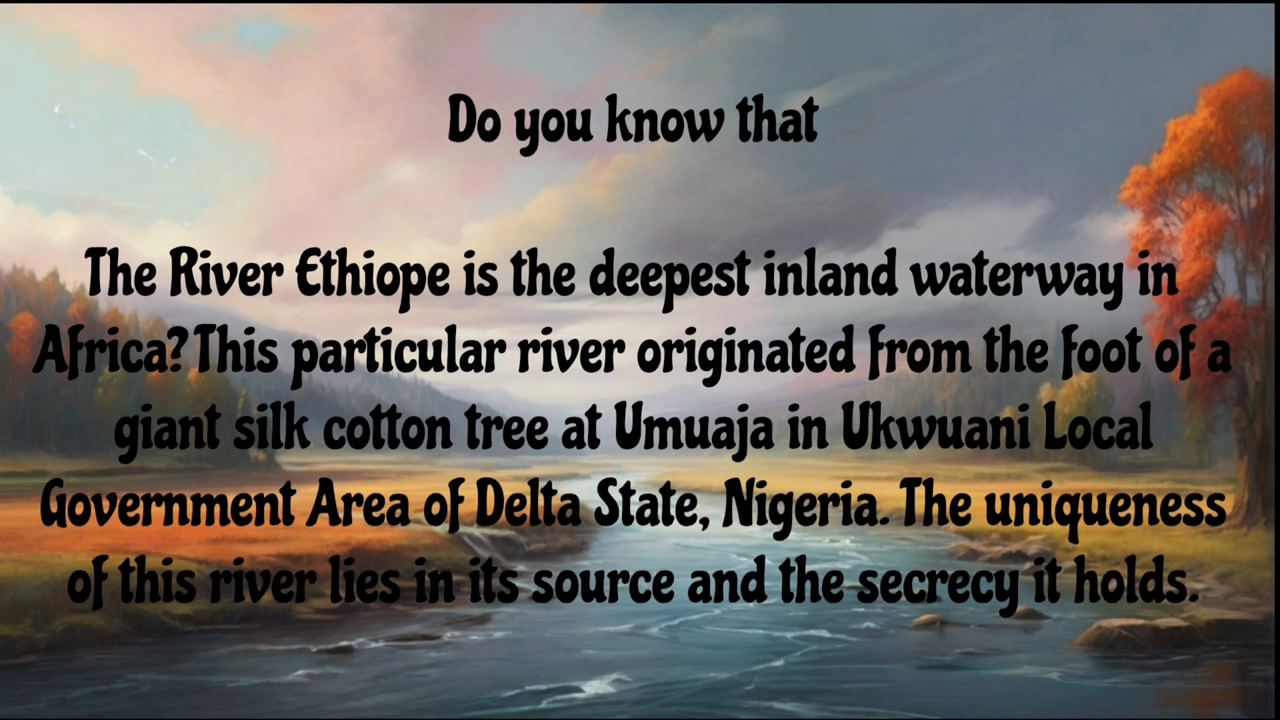 Do you know that
The River Ethiope is the deepest inland waterway in
Africa? This particular river originated from the foot of a
giant silk cotton tree at Umuaja in Ukwuani Local
Government Area of Delta State, Nigeria. The uniqueness
of this river lies in its source and the secrecy it holds.